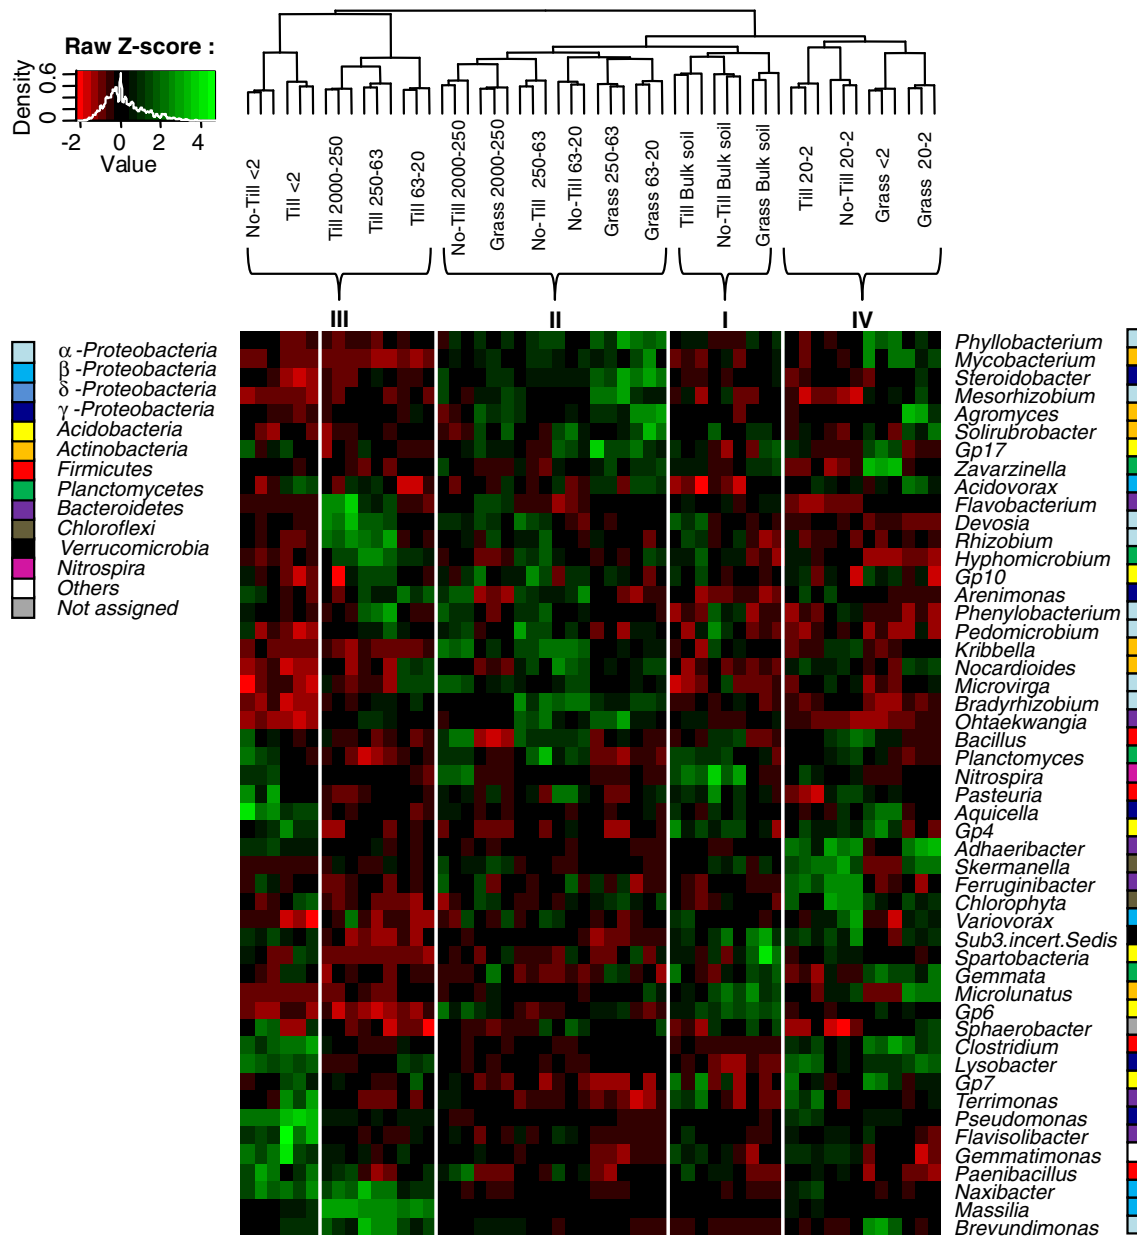 Raw Z-score :
Density
0 0.6
-2 0 2 4
Value
No-Till <2
Till <2
Till 2000-250
Till 250-63
Till 63-20
No-Till 2000-250
Grass 2000-250
No-Till 250-63
No-Till 63-20
Grass 250-63
Grass 63-20
Till Bulk soil
No-Till Bulk soil
Grass Bulk soil
Till 20-2
No-Till 20-2
Grass <2
Grass 20-2
III II I IV
α -Proteobacteria
β -Proteobacteria
δ -Proteobacteria
γ -Proteobacteria
Acidobacteria
Actinobacteria
Firmicutes
Planctomycetes
Bacteroidetes
Chloroflexi
Verrucomicrobia
Nitrospira
Others
Not assigned
Phyllobacterium
Mycobacterium
Steroidobacter
Mesorhizobium
Agromyces
Solirubrobacter
Gp17
Zavarzinella
Acidovorax
Flavobacterium
Devosia
Rhizobium
Hyphomicrobium
Gp10
Arenimonas
Phenylobacterium
Pedomicrobium
Kribbella
Nocardioides
Microvirga
Bradyrhizobium
Ohtaekwangia
Bacillus
Planctomyces
Nitrospira
Pasteuria
Aquicella
Gp4
Adhaeribacter
Skermanella
Ferruginibacter
Chlorophyta
Variovorax
Sub3.incert.Sedis
Spartobacteria
Gemmata
Microlunatus
Gp6
Sphaerobacter
Clostridium
Lysobacter
Gp7
Terrimonas
Pseudomonas
Flavisolibacter
Gemmatimonas
Paenibacillus
Naxibacter
Massilia
Brevundimonas